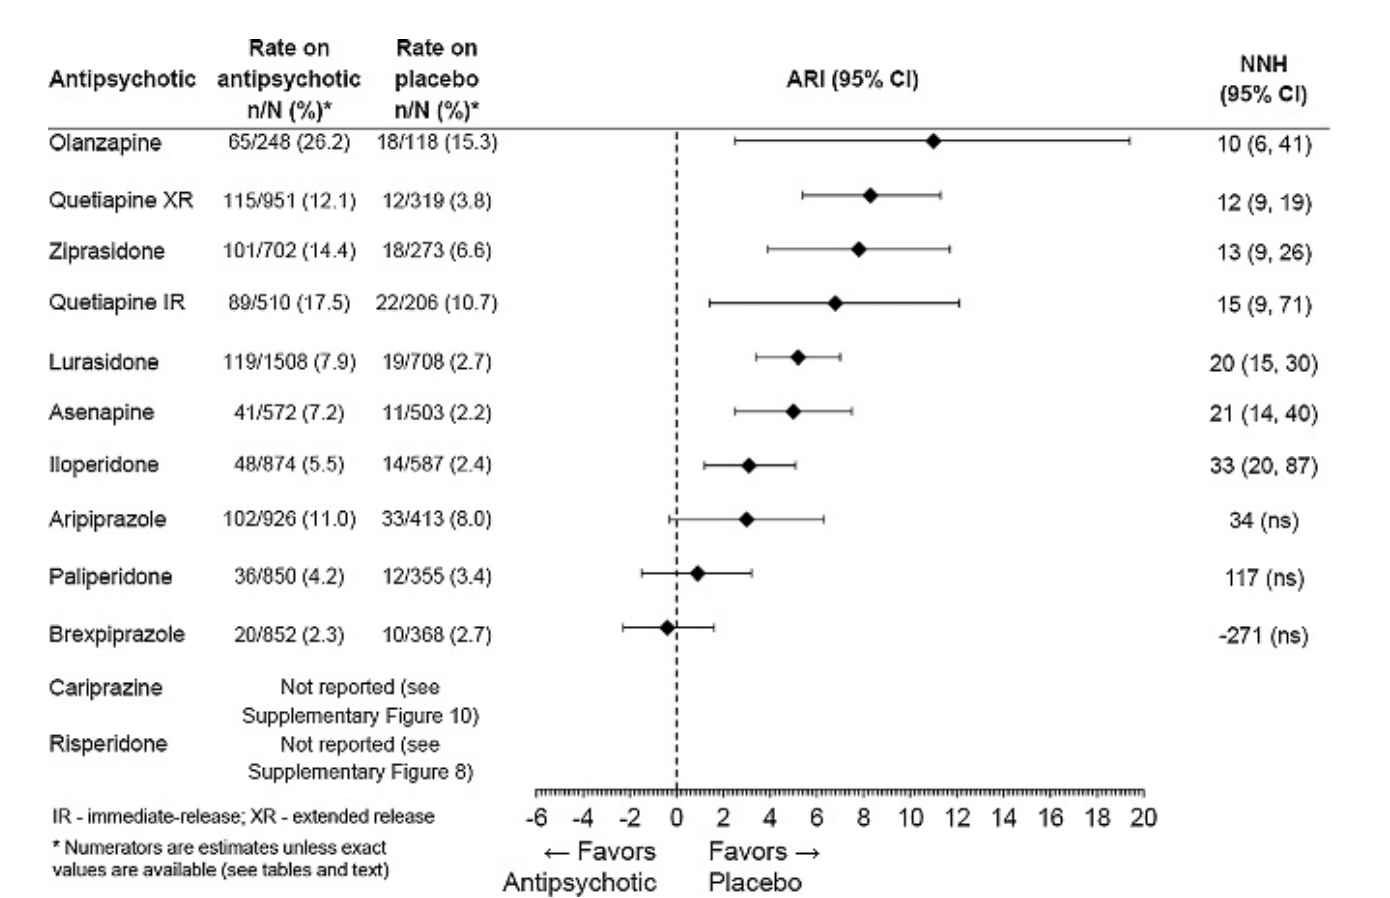 Antipsychotic Rate on antipsychotic n/N (%)* Rate on placebo n/N (%)* ARI (95% CI) NNH (95% CI)
Olanzapine 65/248 (26.2) 18/118 (15.3) 10 (6, 41)
Quetiapine XR 115/951 (12.1) 12/319 (3.8) 12 (9, 19)
Ziprasidone 101/702 (14.4) 18/273 (6.6) 13 (9, 26)
Quetiapine IR 89/510 (17.5) 22/206 (10.7) 15 (9, 71)
Lurasidone 119/1508 (7.9) 19/708 (2.7) 20 (15, 30)
Asenapine 41/572 (7.2) 11/503 (2.2) 21 (14, 40)
Iloperidone 48/874 (5.5) 14/587 (2.4) 33 (20, 87)
Aripiprazole 102/926 (11.0) 33/413 (8.0) 34 (ns)
Paliperidone 36/850 (4.2) 12/355 (3.4) 117 (ns)
Brexpiprazole 20/852 (2.3) 10/368 (2.7) -271 (ns)
Cariprazine Not reported (see
Supplementary Figure 10)
Risperidone Not reported (see
Supplementary Figure 8)
IR - immediate-release; XR - extended release
* Numerators are estimates unless exact
values are available (see tables and text)
-6 -4 -2 0 2 4 6 8 10 12 14 16 18 20
← Favors Favors →
Antipsychotic Placebo